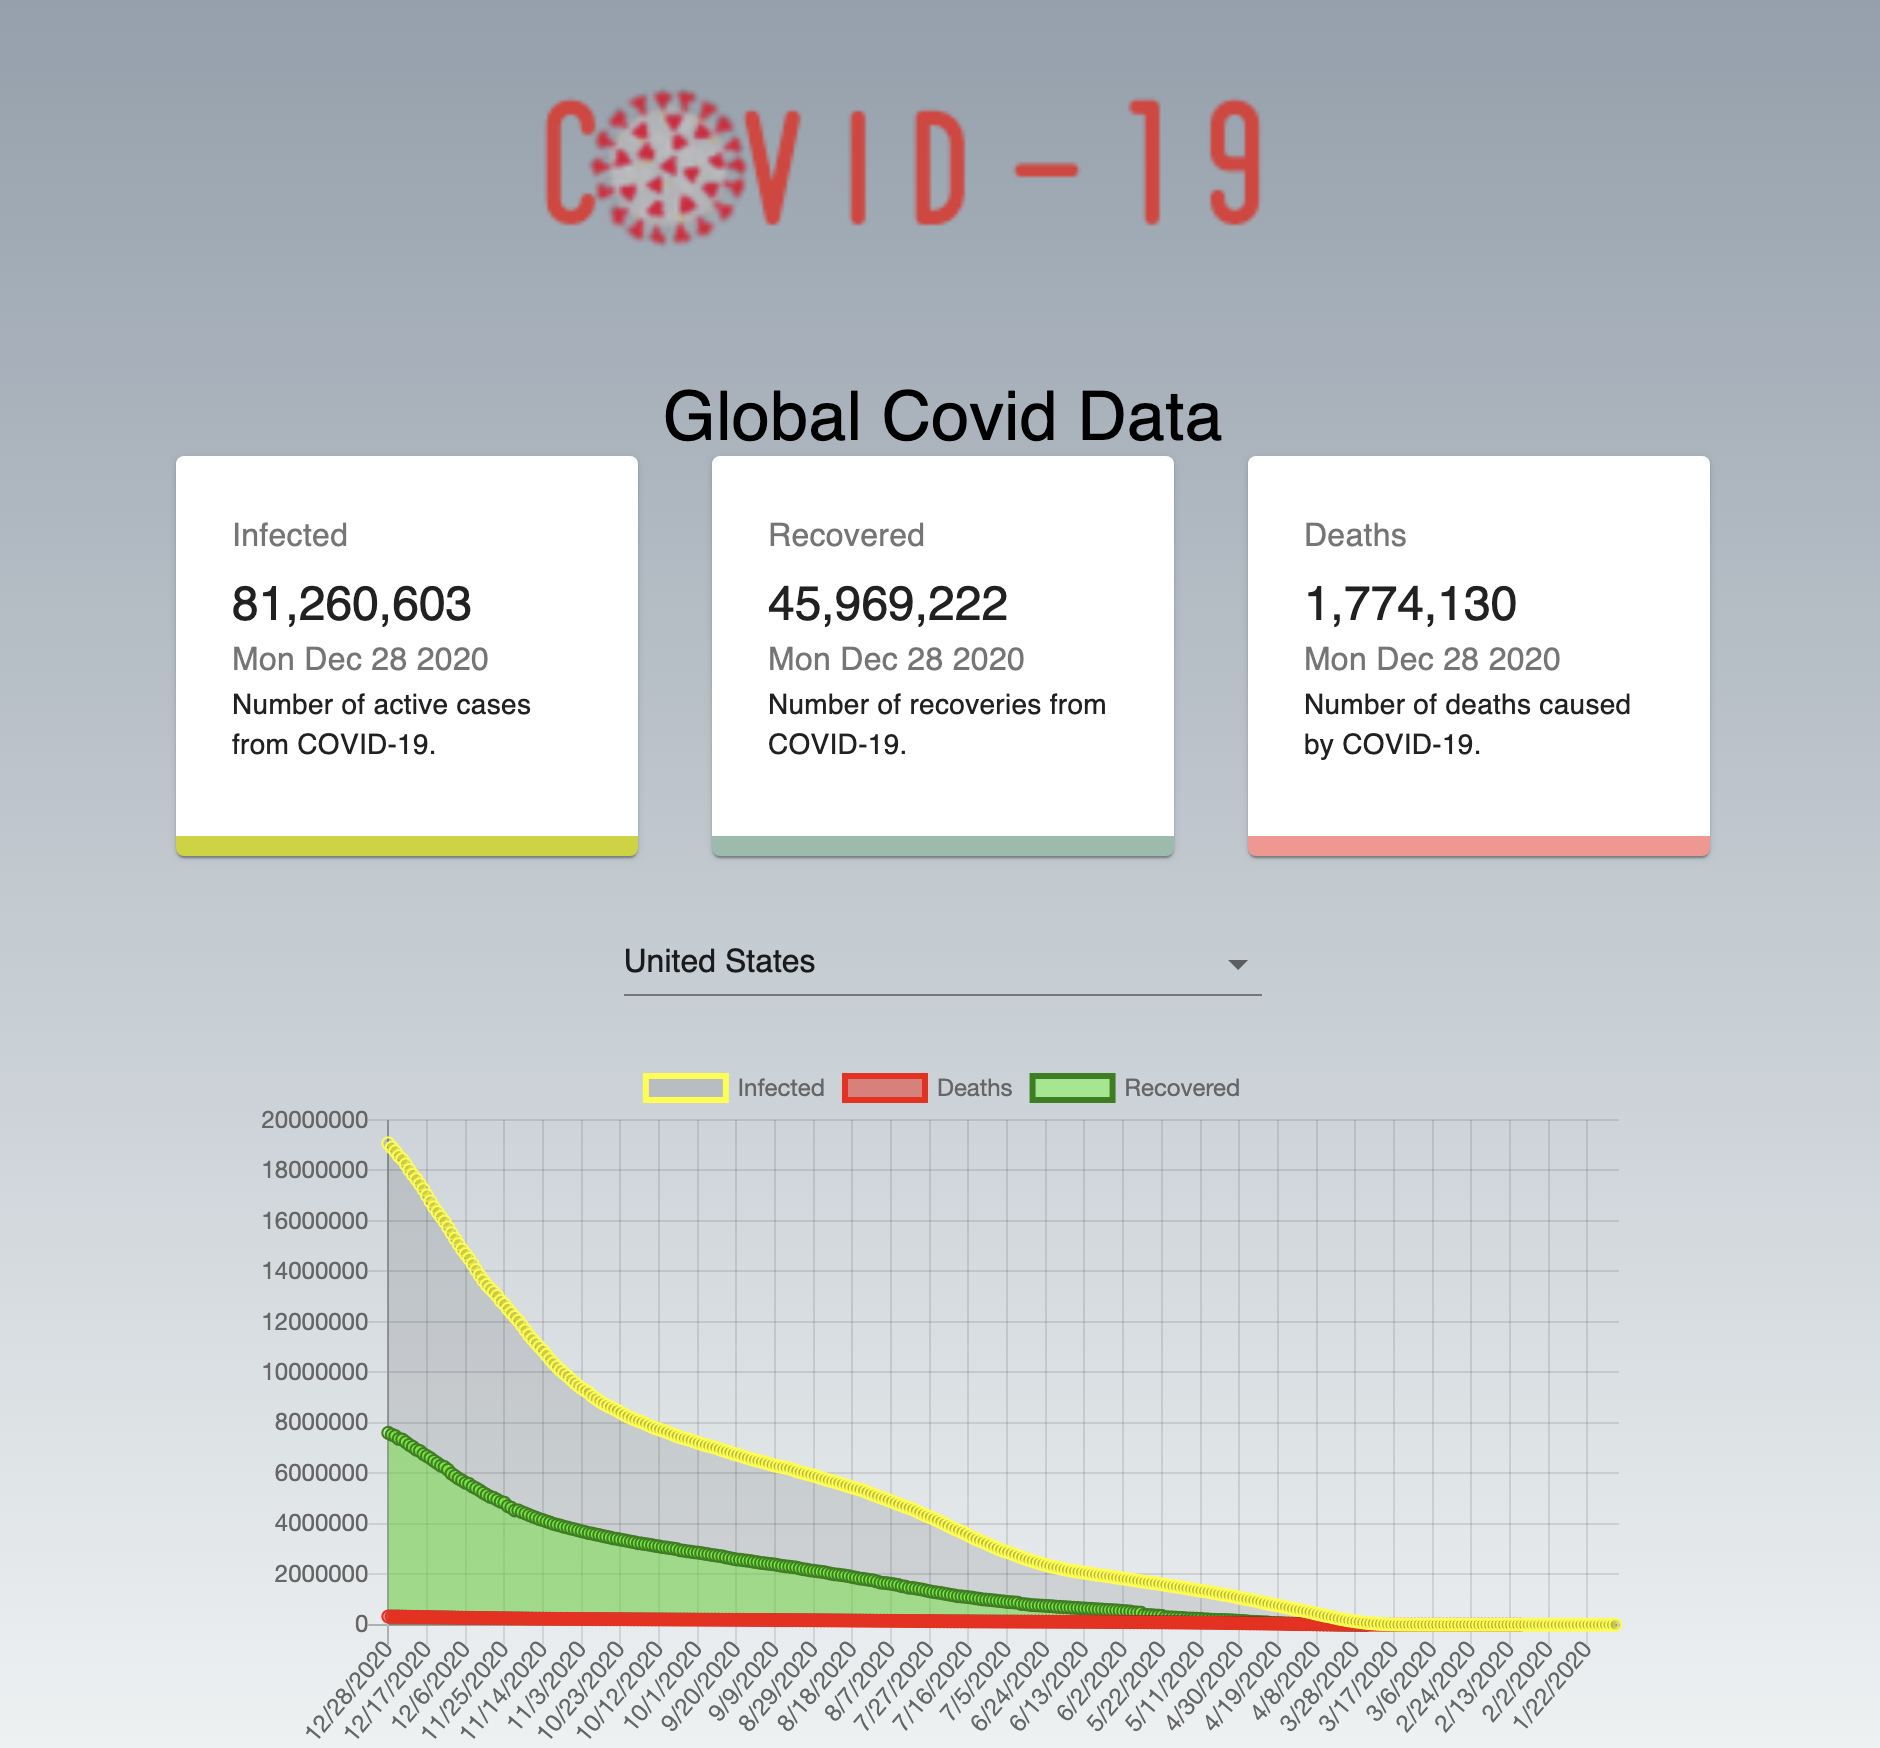 COVID-19
Global Covid Data
Infected
81,260,603
Mon Dec 28 2020
Number of active cases
from COVID-19.
Recovered
45,969,222
Mon Dec 28 2020
Number of recoveries from
COVID-19.
Deaths
1,774,130
Mon Dec 28 2020
Number of deaths caused
by COVID-19.
United States
Infected Deaths Recovered
20000000
18000000
16000000
14000000
12000000
10000000
8000000
6000000
4000000
2000000
0
12/28/2020
12/17/2020
12/6/2020
11/25/2020
11/14/2020
11/3/2020
10/23/2020
10/12/2020
10/1/2020
9/20/2020
9/9/2020
8/29/2020
8/18/2020
8/7/2020
7/27/2020
7/16/2020
7/5/2020
6/24/2020
6/13/2020
6/2/2020
5/22/2020
5/11/2020
4/30/2020
4/19/2020
4/8/2020
3/28/2020
3/17/2020
3/6/2020
2/24/2020
2/13/2020
2/2/2020
1/22/2020